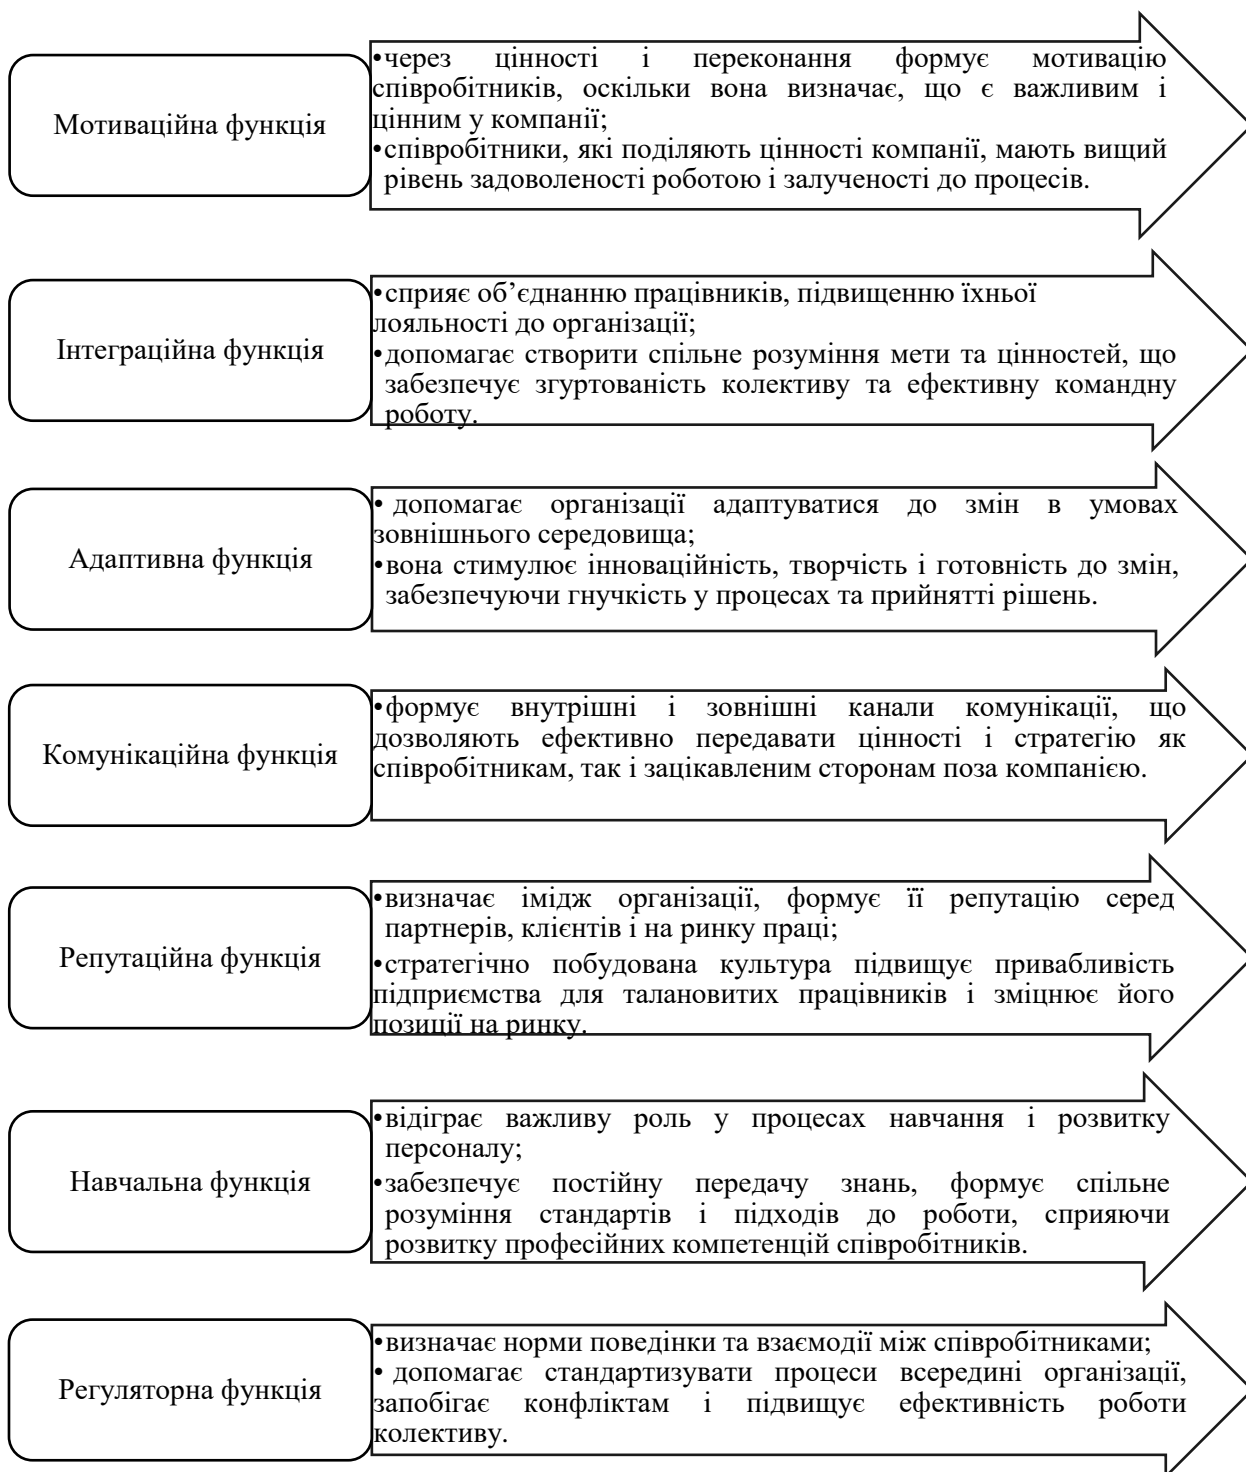 Мотиваційна функція
•через цінності і переконання формує мотивацію
співробітників, оскільки вона визначає, що є важливим і
цінним у компанії;
•співробітники, які поділяють цінності компанії, мають вищий
рівень задоволеності роботою і залученості до процесів.
Інтеграційна функція
•сприяє об’єднанню працівників, підвищенню їхньої
лояльності до організації;
•допомагає створити спільне розуміння мети та цінностей, що
забезпечує згуртованість колективу та ефективну командну
роботу.
Адаптивна функція
• допомагає організації адаптуватися до змін в умовах
зовнішнього середовища;
•вона стимулює інноваційність, творчість і готовність до змін,
забезпечуючи гнучкість у процесах та прийнятті рішень.
Комунікаційна функція
•формує внутрішні і зовнішні канали комунікації, що
дозволяють ефективно передавати цінності і стратегію як
співробітникам, так і зацікавленим сторонам поза компанією.
Репутаційна функція
•визначає імідж організації, формує її репутацію серед
партнерів, клієнтів і на ринку праці;
•стратегічно побудована культура підвищує привабливість
підприємства для талановитих працівників і зміцнює його
позиції на ринку.
Навчальна функція
•відіграє важливу роль у процесах навчання і розвитку
персоналу;
•забезпечує постійну передачу знань, формує спільне
розуміння стандартів і підходів до роботи, сприяючи
розвитку професійних компетенцій співробітників.
Регуляторна функція
•визначає норми поведінки та взаємодії між співробітниками;
• допомагає стандартизувати процеси всередині організації,
запобігає конфліктам і підвищує ефективність роботи
колективу.